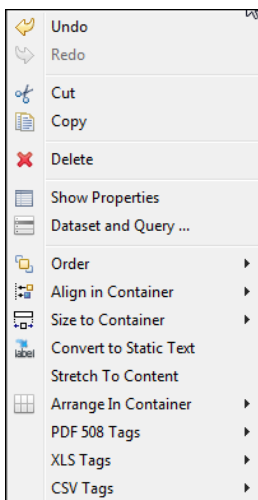 Undo
Redo
Cut
Copy
Delete
Show Properties
Dataset and Query ...
Order
Align in Container
Size to Container
label Convert to Static Text
Stretch To Content
Arrange In Container
PDF 508 Tags
XLS Tags
CSV Tags